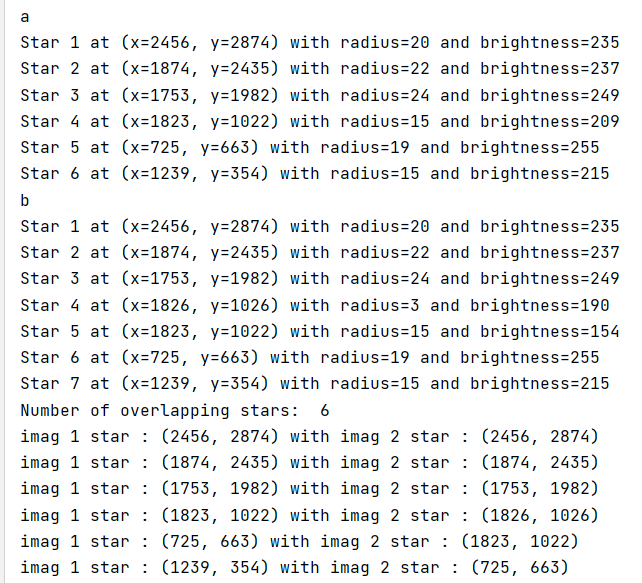 a
Star 1 at (x=2456, y=2874) with radius=20 and brightness=235
Star 2 at (x=1874, y=2435) with radius=22 and brightness=237
Star 3 at (x=1753, y=1982) with radius=24 and brightness=249
Star 4 at (x=1823, y=1022) with radius=15 and brightness=209
Star 5 at (x=725, y=663) with radius=19 and brightness=255
Star 6 at (x=1239, y=354) with radius=15 and brightness=215
b
Star 1 at (x=2456, y=2874) with radius=20 and brightness=235
Star 2 at (x=1874, y=2435) with radius=22 and brightness=237
Star 3 at (x=1753, y=1982) with radius=24 and brightness=249
Star 4 at (x=1826, y=1026) with radius=3 and brightness=190
Star 5 at (x=1823, y=1022) with radius=15 and brightness=154
Star 6 at (x=725, y=663) with radius=19 and brightness=255
Star 7 at (x=1239, y=354) with radius=15 and brightness=215
Number of overlapping stars:  6
imag 1 star : (2456, 2874) with imag 2 star : (2456, 2874)
imag 1 star : (1874, 2435) with imag 2 star : (1874, 2435)
imag 1 star : (1753, 1982) with imag 2 star : (1753, 1982)
imag 1 star : (1823, 1022) with imag 2 star : (1826, 1026)
imag 1 star : (725, 663) with imag 2 star : (1823, 1022)
imag 1 star : (1239, 354) with imag 2 star : (725, 663)